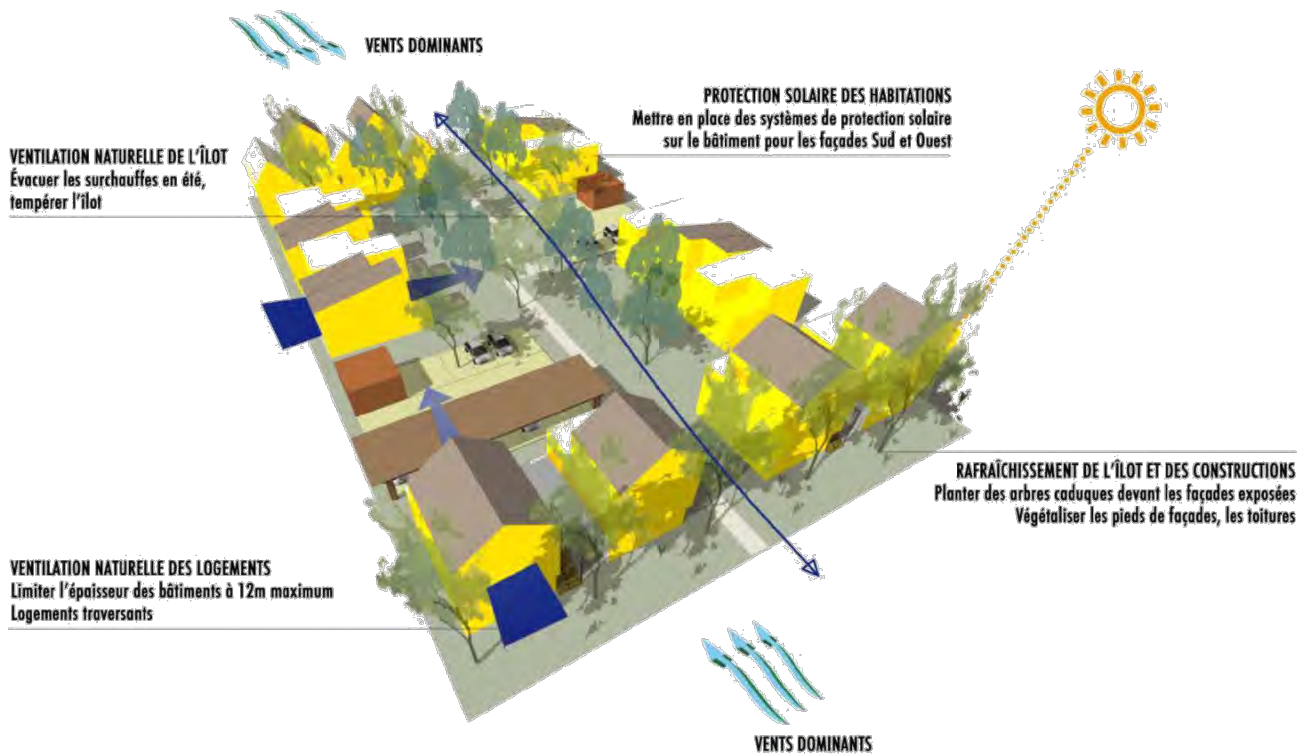 VENTS DOMINANTS
PROTECTION SOLAIRE DES HABITATIONS
Mettre en place des systèmes de protection solaire
sur le bâtiment pour les façades Sud et Ouest
VENTILATION NATURELLE DE L'ÎLOT
Évacuer les surchauffes en été,
tempérer l'îlot
RAFRAÎCHISSEMENT DE L'ÎLOT ET DES CONSTRUCTIONS
Planter des arbres caduques devant les façades exposées
Végétaliser les pieds de façades, les toitures
VENTILATION NATURELLE DES LOGEMENTS
Limiter l'épaisseur des bâtiments à 12m maximum
Logements traversants
VENTS DOMINANTS